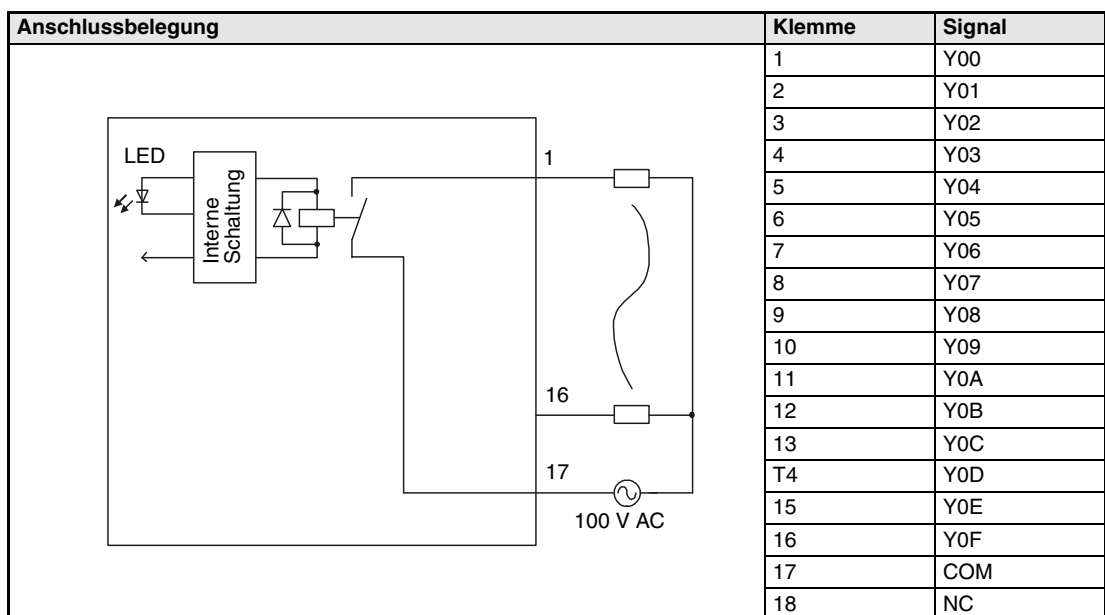 Anschlussbelegung Klemme Signal
1 Y00
2 Y01
3 Y02
4 Y03
5 Y04
6 Y05
7 Y06
8 Y07
9 Y08
10 Y09
11 Y0A
12 Y0B
13 Y0C
T4 Y0D
15 Y0E
16 Y0F
17 COM
18 NC
LED
Interne
Schaltung
1
16
17
100 V AC